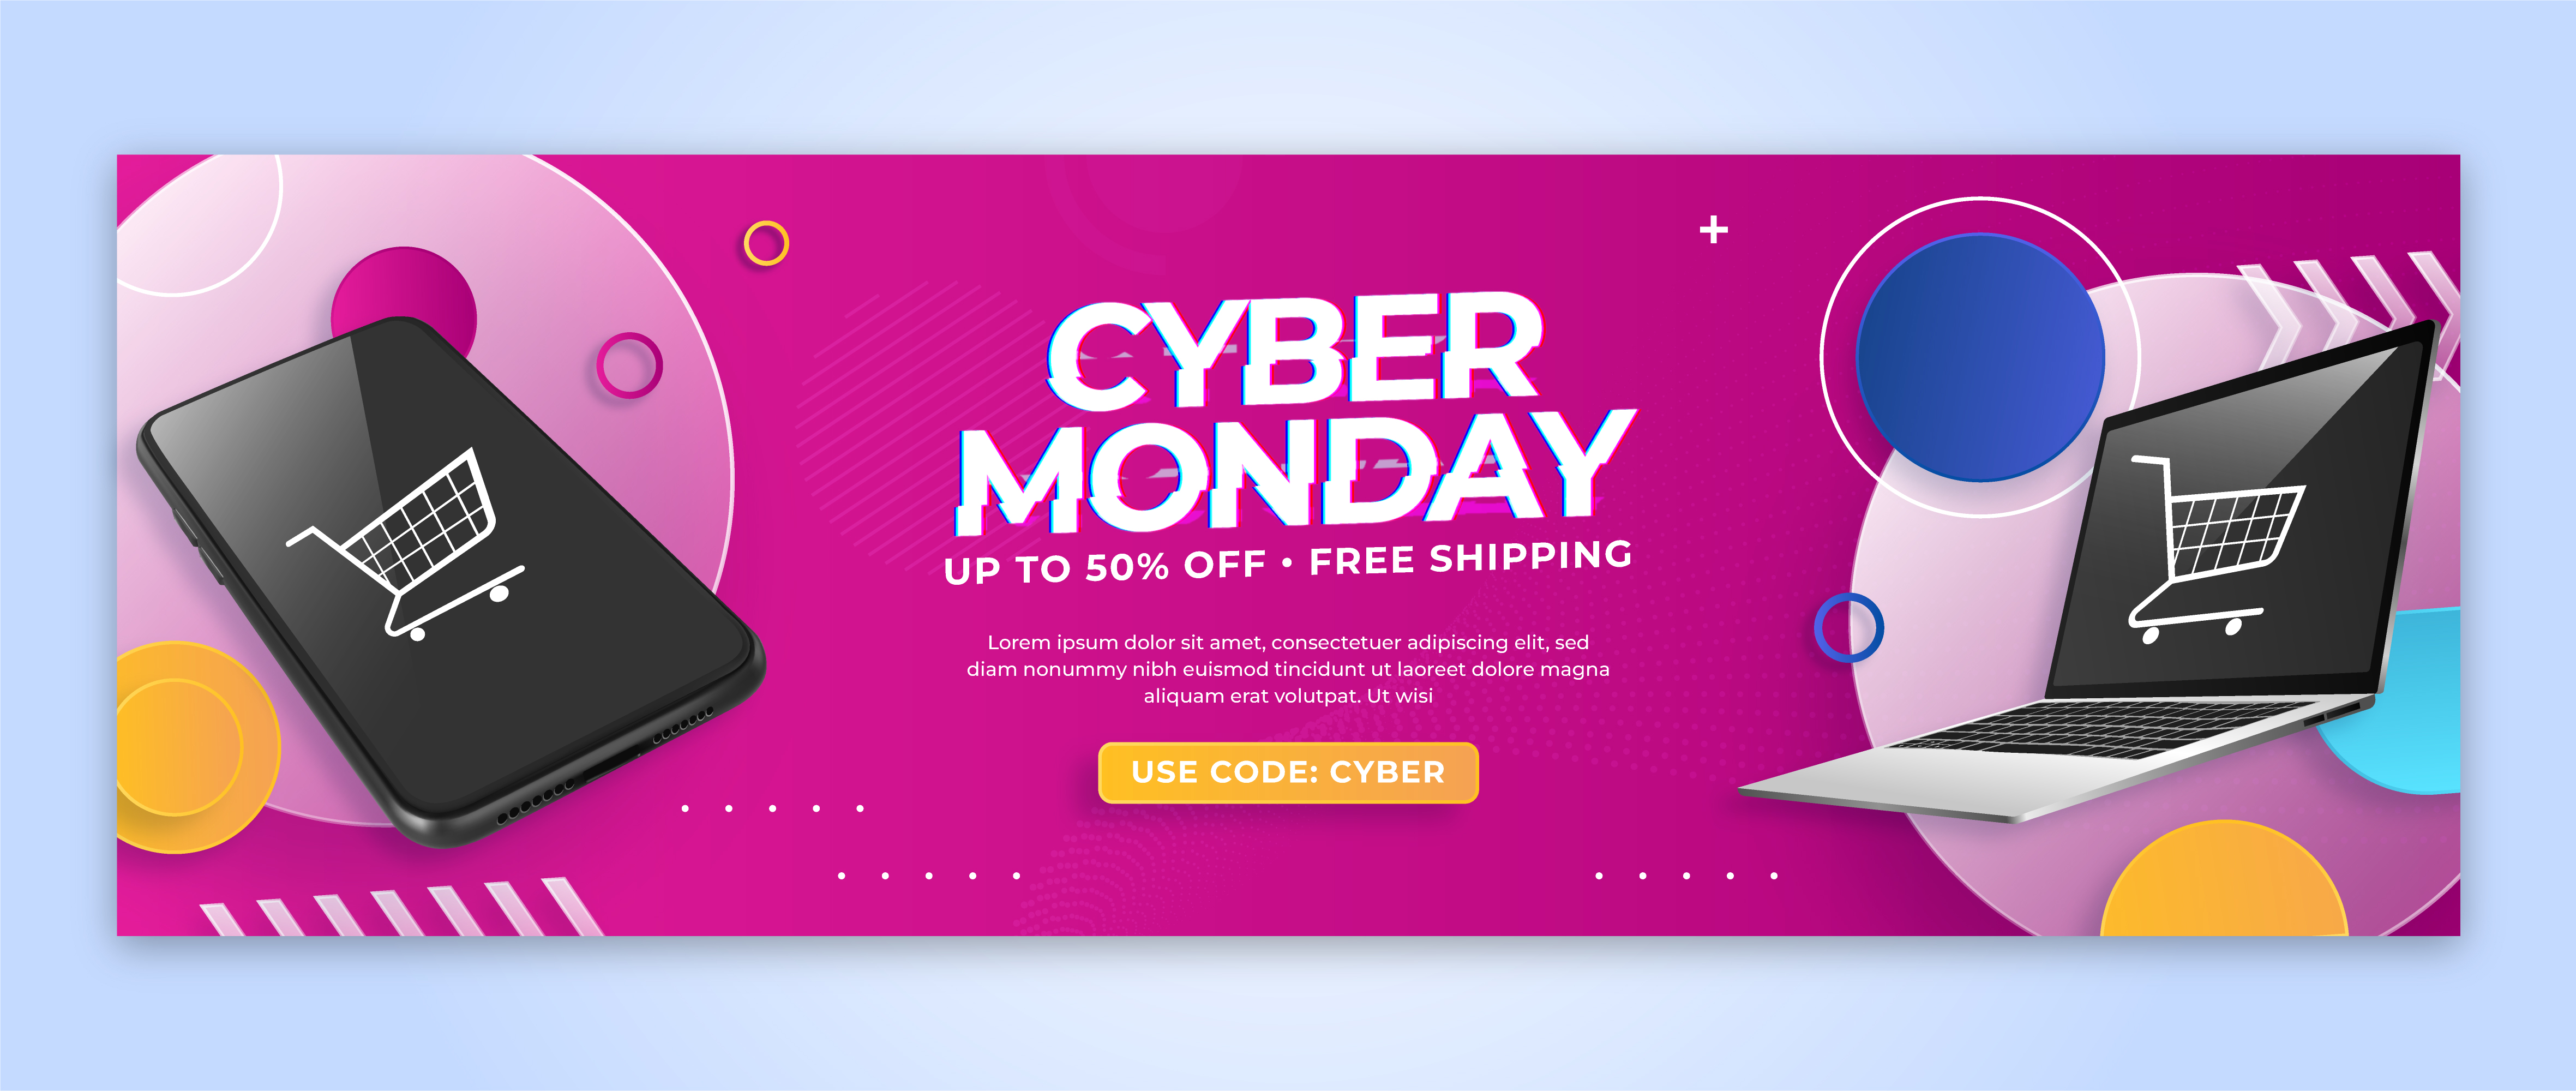 CYBER
MONDAY
UP TO 50% OFF • FREE SHIPPING
Lorem ipsum dolor sit amet, consectetuer adipiscing elit, sed
diam nonummy nibh euismod tincidunt ut laoreet dolore magna
aliquam erat volutpat. Ut wisi
USE CODE: CYBER